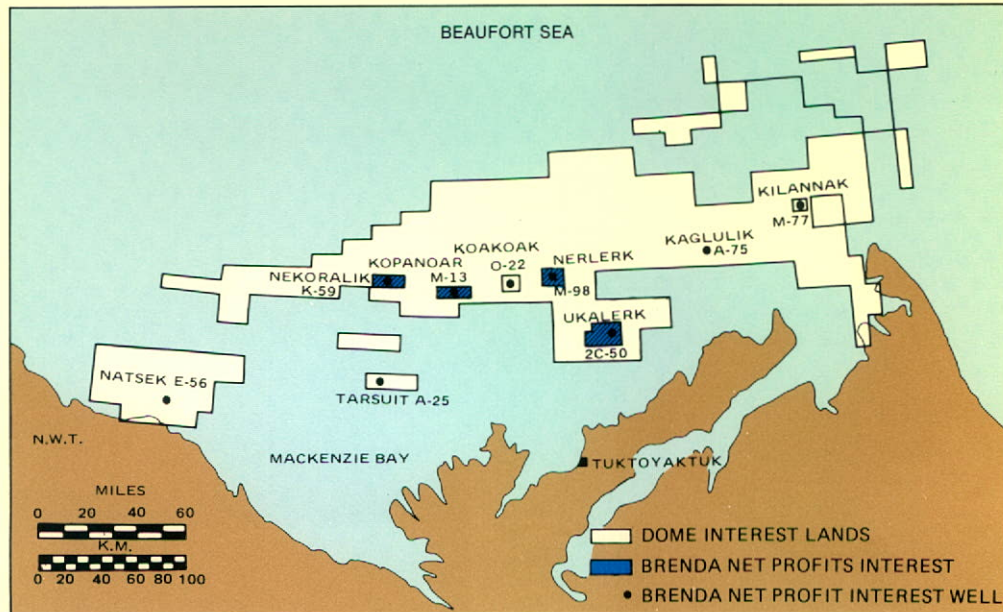 BEAUFORT SEA
KILANNAK
M-77
KAGLULIK
A-75
KOAKOAK
O-22
NERLERK
M-98
KOPANOAR
M-13
NEKORALIK
K-59
UKALERK
2C-50
NATSEK E-56
TARSUIT A-25
N.W.T.
MACKENZIE BAY
TUKTOYAKTUK
MILES
0 20 40 60
K.M.
0 20 40 60 80 100
DOME INTEREST LANDS
BRENDA NET PROFITS INTEREST
BRENDA NET PROFIT INTEREST WELL